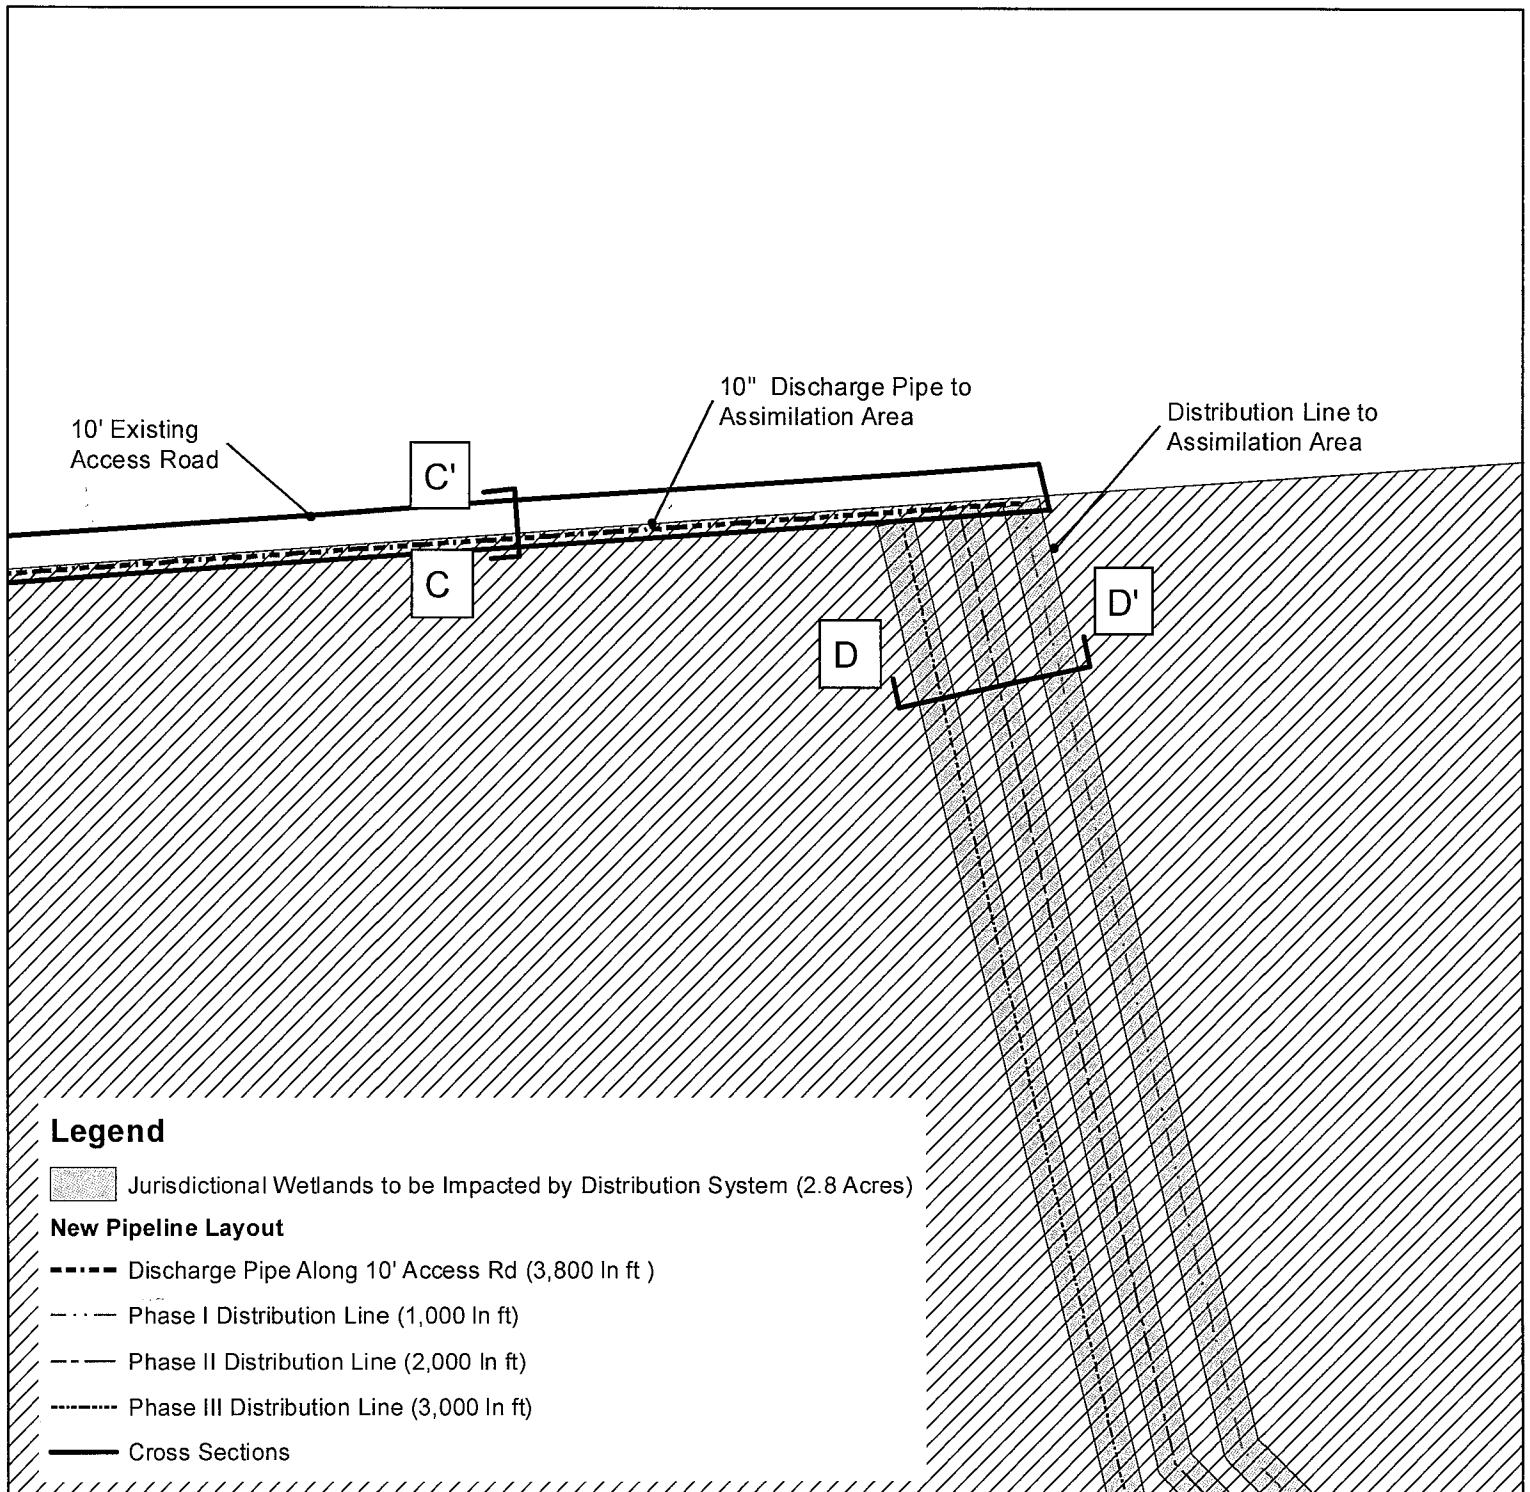 10" Discharge Pipe to
Assimilation Area
Distribution Line to
Assimilation Area
10' Existing
Access Road
C'
C
D'
D
Legend
Jurisdictional Wetlands to be Impacted by Distribution System (2.8 Acres)
New Pipeline Layout
Discharge Pipe Along 10' Access Rd (3,800 ln ft )
Phase I Distribution Line (1,000 ln ft)
Phase II Distribution Line (2,000 ln ft)
Phase III Distribution Line (3,000 ln ft)
Cross Sections